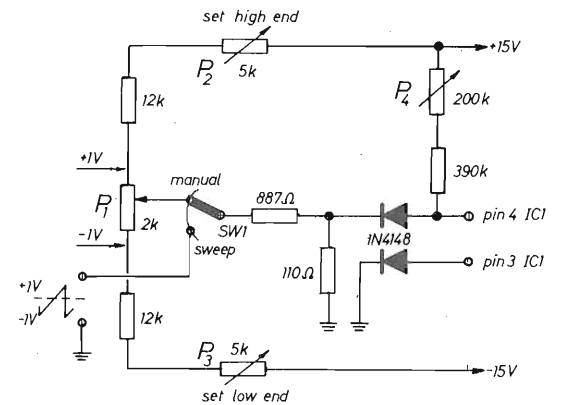 set high end
P2
5k
+15V
12k
P4
200k
+1V
390k
manual
P1
2k
887Ω
SW1
pin 4 IC1
-1V
sweep
1N4148
110Ω
pin 3 IC1
+1V
-1V
12k
P3
5k
-15V
set low end